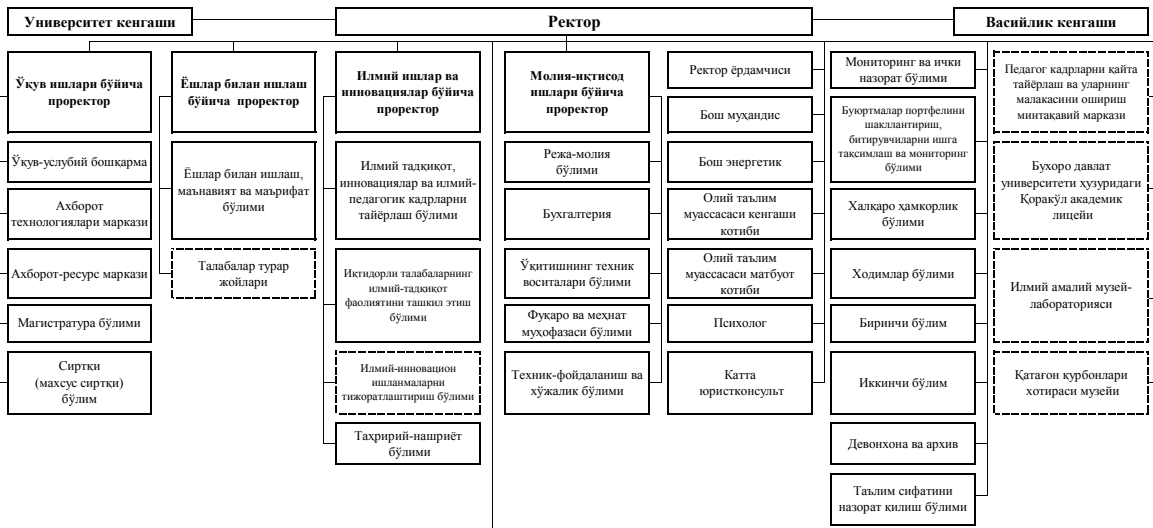 Университет кенгаши
Ректор
Васийлик кенгаши
Ўқув ишлари бўйича
проректор
Ўқув-услубий бошқарма
Ахборот
технологиялари маркази
Ахборот-ресурс маркази
Магистратура бўлими
Сиртқи
(махсус сиртқи)
бўлим
Ёшлар билан ишлаш
бўйича проректор
Ёшлар билан ишлаш,
маънавият ва маърифат
бўлими
Талабалар турар
жойлари
Илмий ишлар ва
инновациялар бўйича
проректор
Илмий тадқиқот,
инновациялар ва илмий-
педагогик кадрларни
тайёрлаш бўлими
Иқтидорли талабаларнинг
илмий-тадқиқот
фаолиятини ташкил этиш
бўлими
Илмий-инновацион
ишланмаларни
тижоратлаштириш бўлими
Таҳририй-нашриёт
бўлими
Молия-иқтисод
ишлари бўйича
проректор
Режа-молия
бўлими
Бухгалтерия
Ўқитишнинг техник
воситалари бўлими
Фуқаро ва меҳнат
муҳофазаси бўлими
Техник-фойдаланиш ва
хўжалик бўлими
Ректор ёрдамчиси
Бош муҳандис
Бош энергетик
Олий таълим
муассасаси кенгаши
котиби
Олий таълим
муассасаси матбуот
котиби
Психолог
Катта
юристконсульт
Мониторинг ва ички
назорат бўлими
Буюртмалар портфелини
шакллантириш,
битирувчиларни ишга
тақсимлаш ва мониторинг
бўлими
Халқаро ҳамкорлик
бўлими
Ходимлар бўлими
Биринчи бўлим
Иккинчи бўлим
Девонхона ва архив
Таълим сифатини
назорат қилиш бўлими
Педагог кадрларни қайта
тайёрлаш ва уларнинг
малакасини ошириш
минтақавий маркази
Бухоро давлат
университети ҳузуридаги
Қоракўл академик
лицейи
Илмий амалий музей-
лабораторияси
Қатағон қурбонлари
хотираси музейи